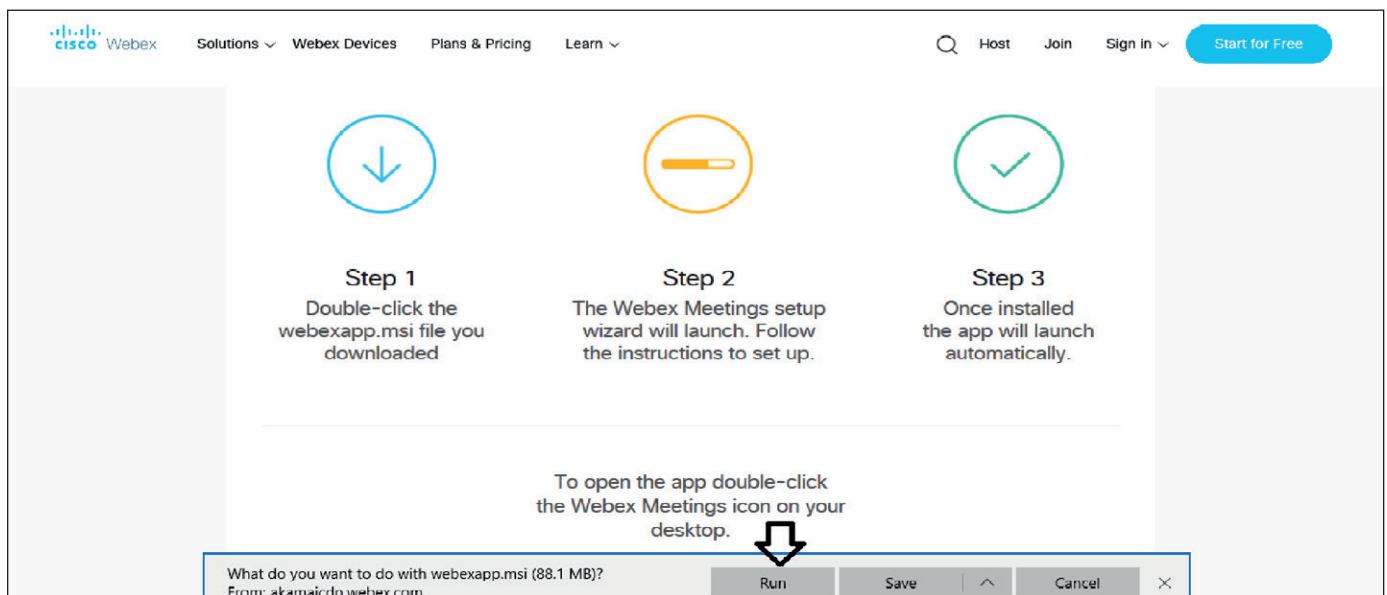 CISCO Webex Solutions Webex Devices Plans & Pricing Learn Host Join Sign in Start for Free
Step 1
Double-click the
webexapp.msi file you
downloaded
Step 2
The Webex Meetings setup
wizard will launch. Follow
the instructions to set up.
Step 3
Once installed
the app will launch
automatically.
To open the app double-click
the Webex Meetings icon on your
desktop.
What do you want to do with webexapp.msi (88.1 MB)?
From: akamaicdn.webex.com
Run Save Cancel